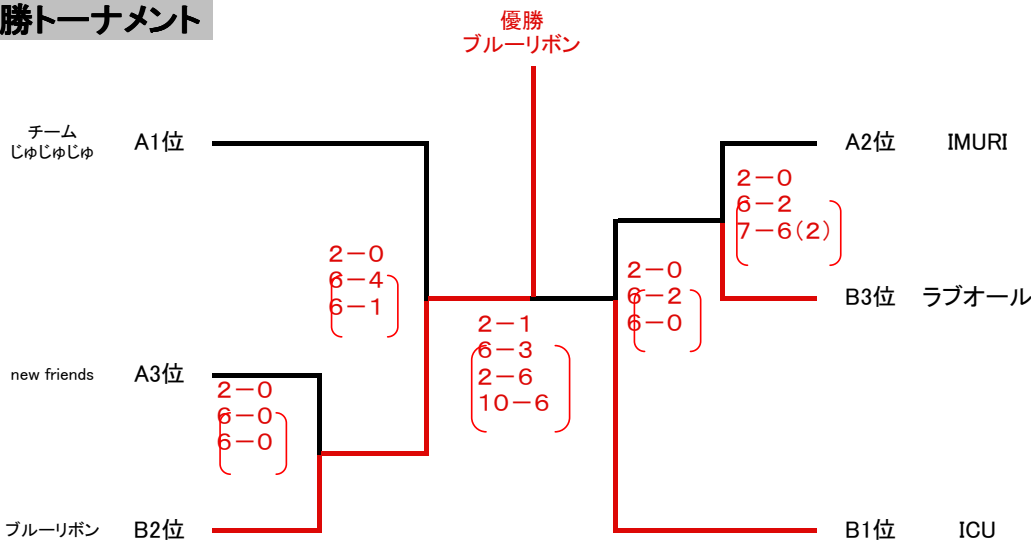 勝トーナメント
優勝
ブルーリボン
チーム
じゅじゅじゅ
A1位
A2位
IMURI
2－0
6－2
7－6(2)
2－0
6－4
6－1
2－0
6－2
6－0
B3位
ラブオール
2－1
6－3
2－6
10－6
new friends
A3位
2－0
6－0
6－0
ブルーリボン
B2位
B1位
ICU